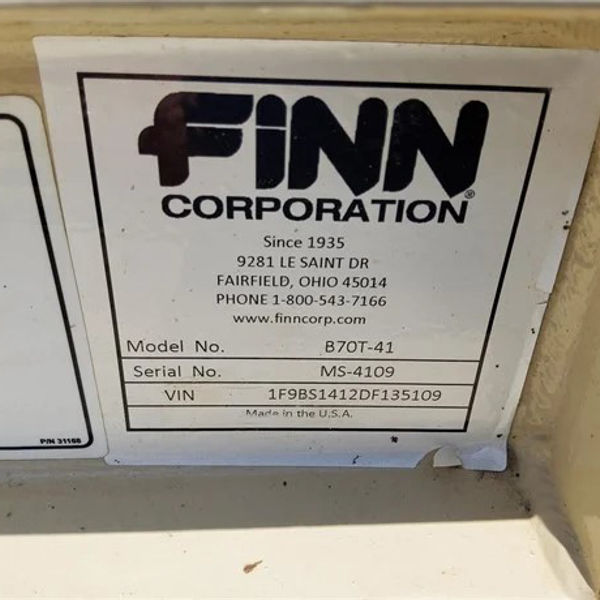 FINN
CORPORATION®
Since 1935
9281 LE SAINT DR
FAIRFIELD, OHIO 45014
PHONE 1-800-543-7166
www.finncorp.com
Model No. B70T-41
Serial No. MS-4109
VIN 1F9BS1412DF135109
Made in the U.S.A.
P/N 31166